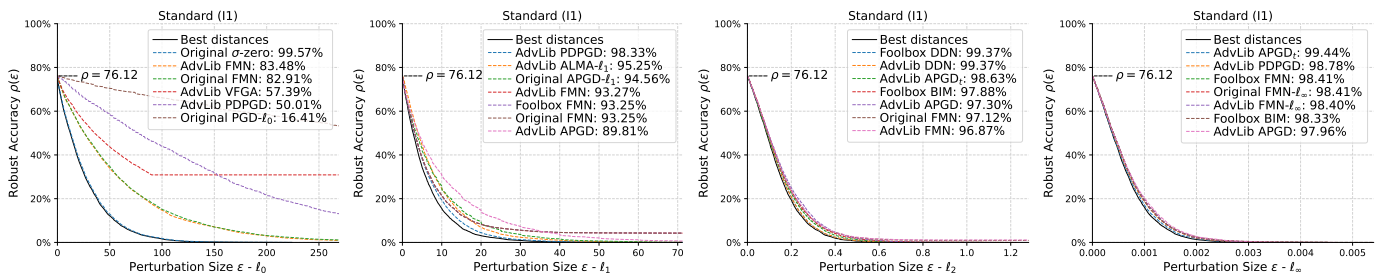 Standard (I1)
Robust Accuracy ρ(ε)
100%
80%
60%
40%
20%
0%
ρ = 76.12
Best distances
Original σ-zero: 99.57%
AdvLib FMN: 83.48%
Original FMN: 82.91%
AdvLib VFGA: 57.39%
AdvLib PDPGD: 50.01%
Original PGD-ℓ₀: 16.41%
0 50 100 150 200 250
Perturbation Size ε - ℓ₀
Standard (I1)
Robust Accuracy ρ(ε)
100%
80%
60%
40%
20%
0%
ρ = 76.12
Best distances
AdvLib PDPGD: 98.33%
AdvLib ALMA-ℓ₁: 95.25%
Original APGD-ℓ₁: 94.56%
AdvLib FMN: 93.27%
Foolbox FMN: 93.25%
Original FMN: 93.25%
AdvLib APGD: 89.81%
0 10 20 30 40 50 60 70
Perturbation Size ε - ℓ₁
Standard (I1)
Robust Accuracy ρ(ε)
100%
80%
60%
40%
20%
0%
ρ = 76.12
Best distances
Foolbox DDN: 99.37%
AdvLib DDN: 99.37%
AdvLib APGDₜ: 98.63%
Foolbox BIM: 97.88%
AdvLib APGD: 97.30%
Original FMN: 97.12%
AdvLib FMN: 96.87%
0.0 0.2 0.4 0.6 0.8 1.0 1.2
Perturbation Size ε - ℓ₂
Standard (I1)
Robust Accuracy ρ(ε)
100%
80%
60%
40%
20%
0%
ρ = 76.12
Best distances
AdvLib APGDₜ: 99.44%
AdvLib PDPGD: 98.78%
Foolbox FMN: 98.41%
Original FMN-ℓ∞: 98.41%
AdvLib FMN-ℓ∞: 98.40%
Foolbox BIM: 98.33%
AdvLib APGD: 97.96%
0.000 0.001 0.002 0.003 0.004 0.005
Perturbation Size ε - ℓ∞